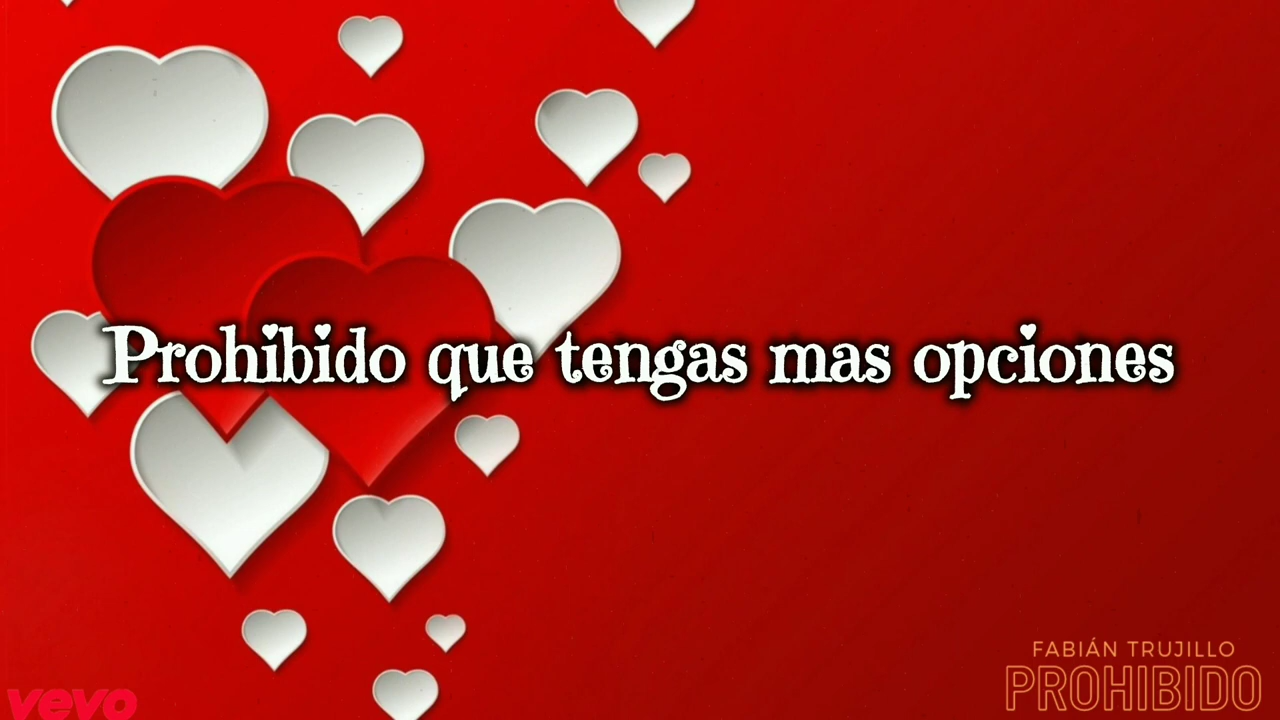 Prohibido que tengas mas opciones
FABIÁN TRUJILLO
PROHIBIDO
vevo